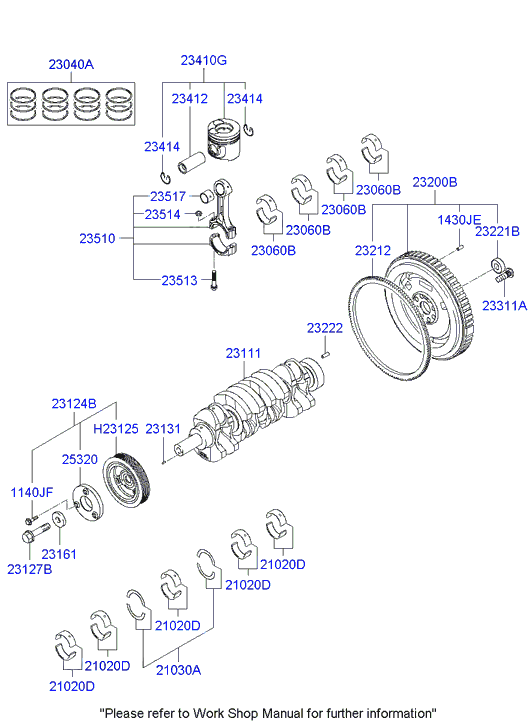 23040A
23410G
23412
23414
23414
23060B
23060B
23060B
23060B
23517
23514
23510
23513
23200B
1430JE
23212
23221B
23311A
23222
23111
23124B
H23125
23131
25320
1140JF
23161
23127B
21020D
21020D
21020D
21020D
21020D
21030A
"Please refer to Work Shop Manual for further information"